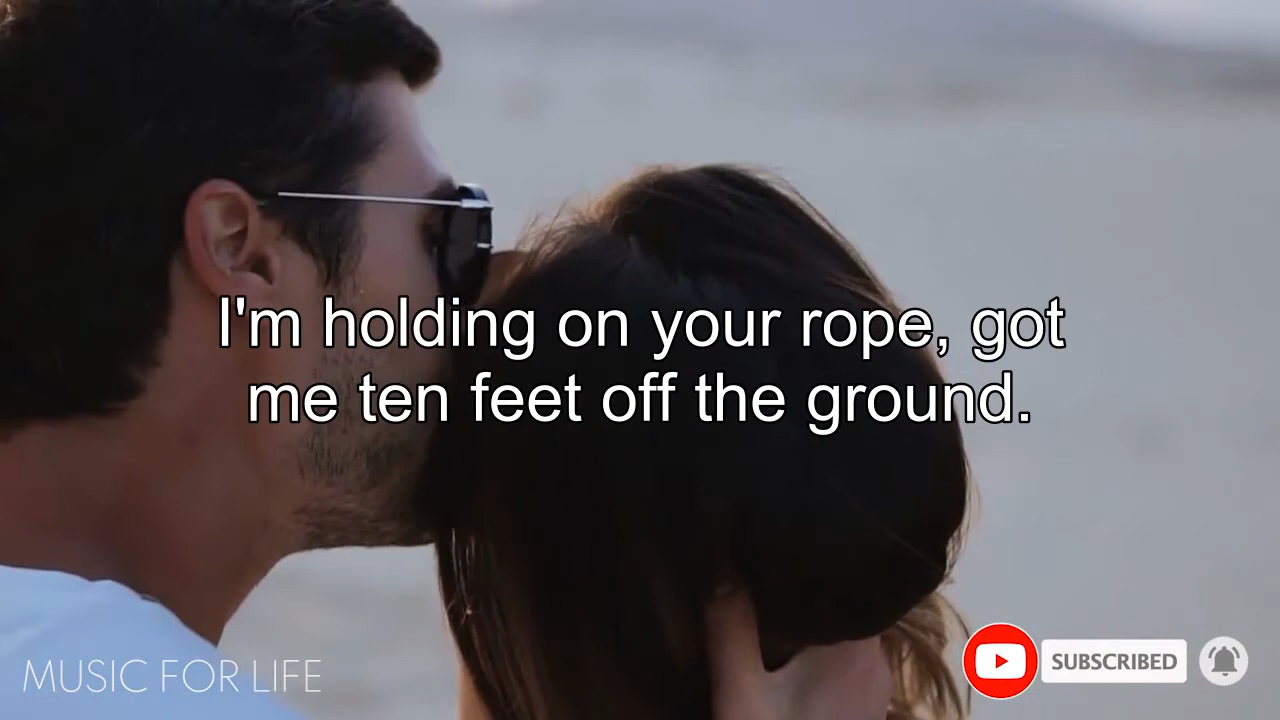 I'm holding on your rope, got
me ten feet off the ground.
MUSIC FOR LIFE
SUBSCRIBED